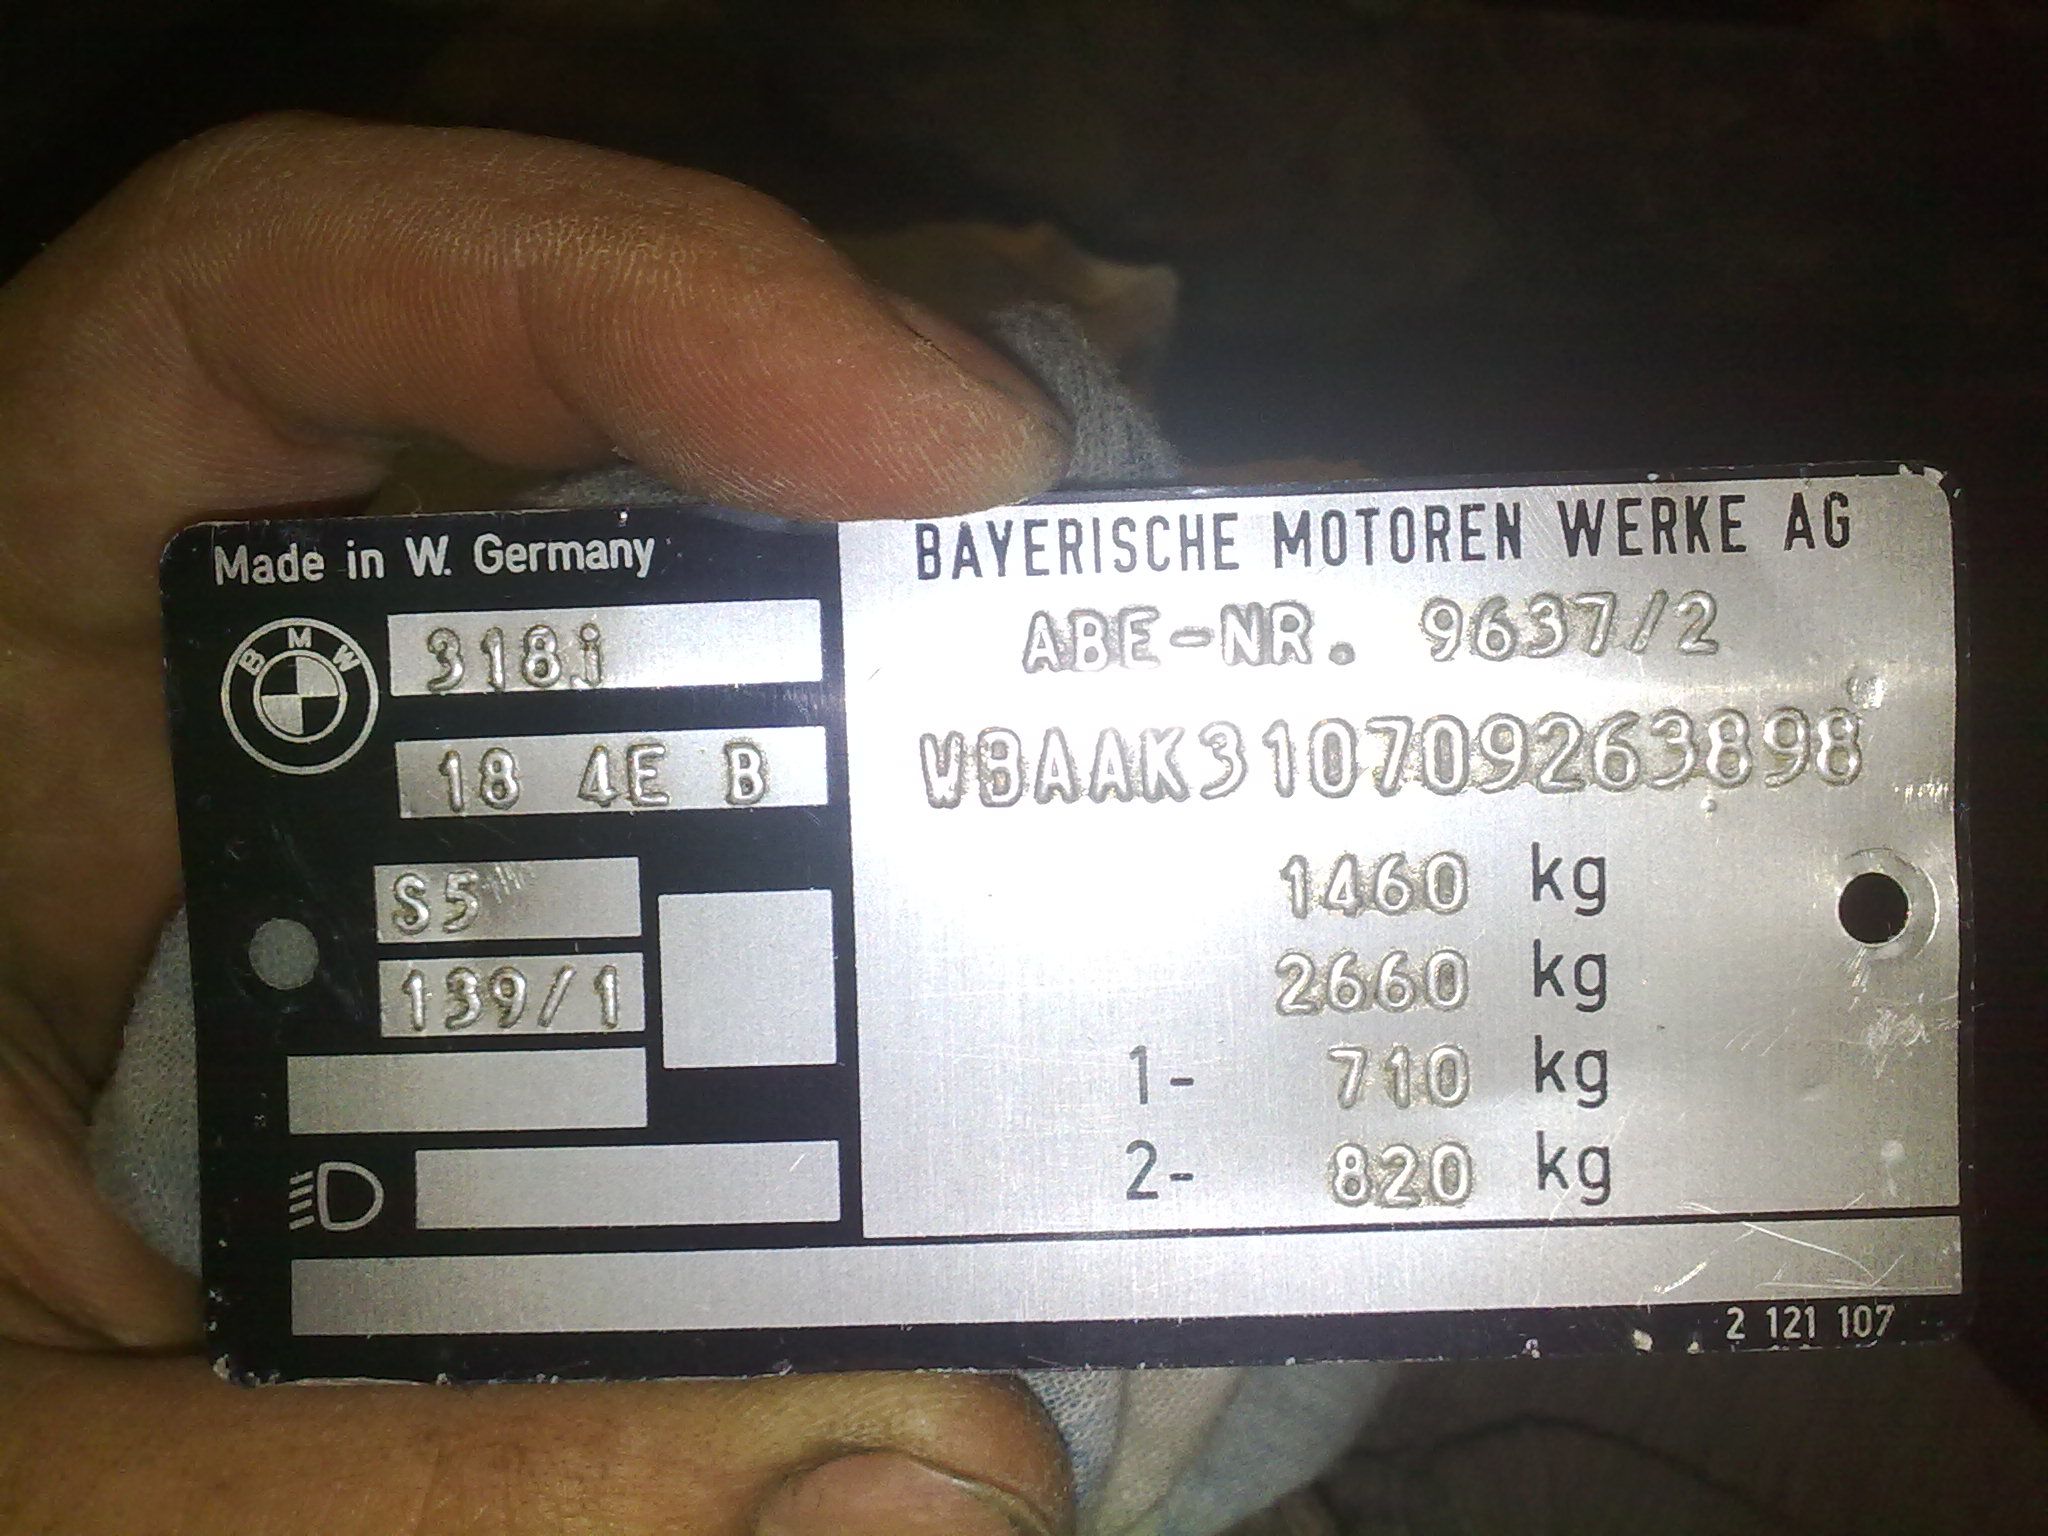 Made in W. Germany
BMW
318i
18 4E B
S5
139/1
BAYERISCHE MOTOREN WERKE AG
ABE-NR. 9637/2
WBAAK310709263898
1460 kg
2660 kg
1- 710 kg
2- 820 kg
2 121 107